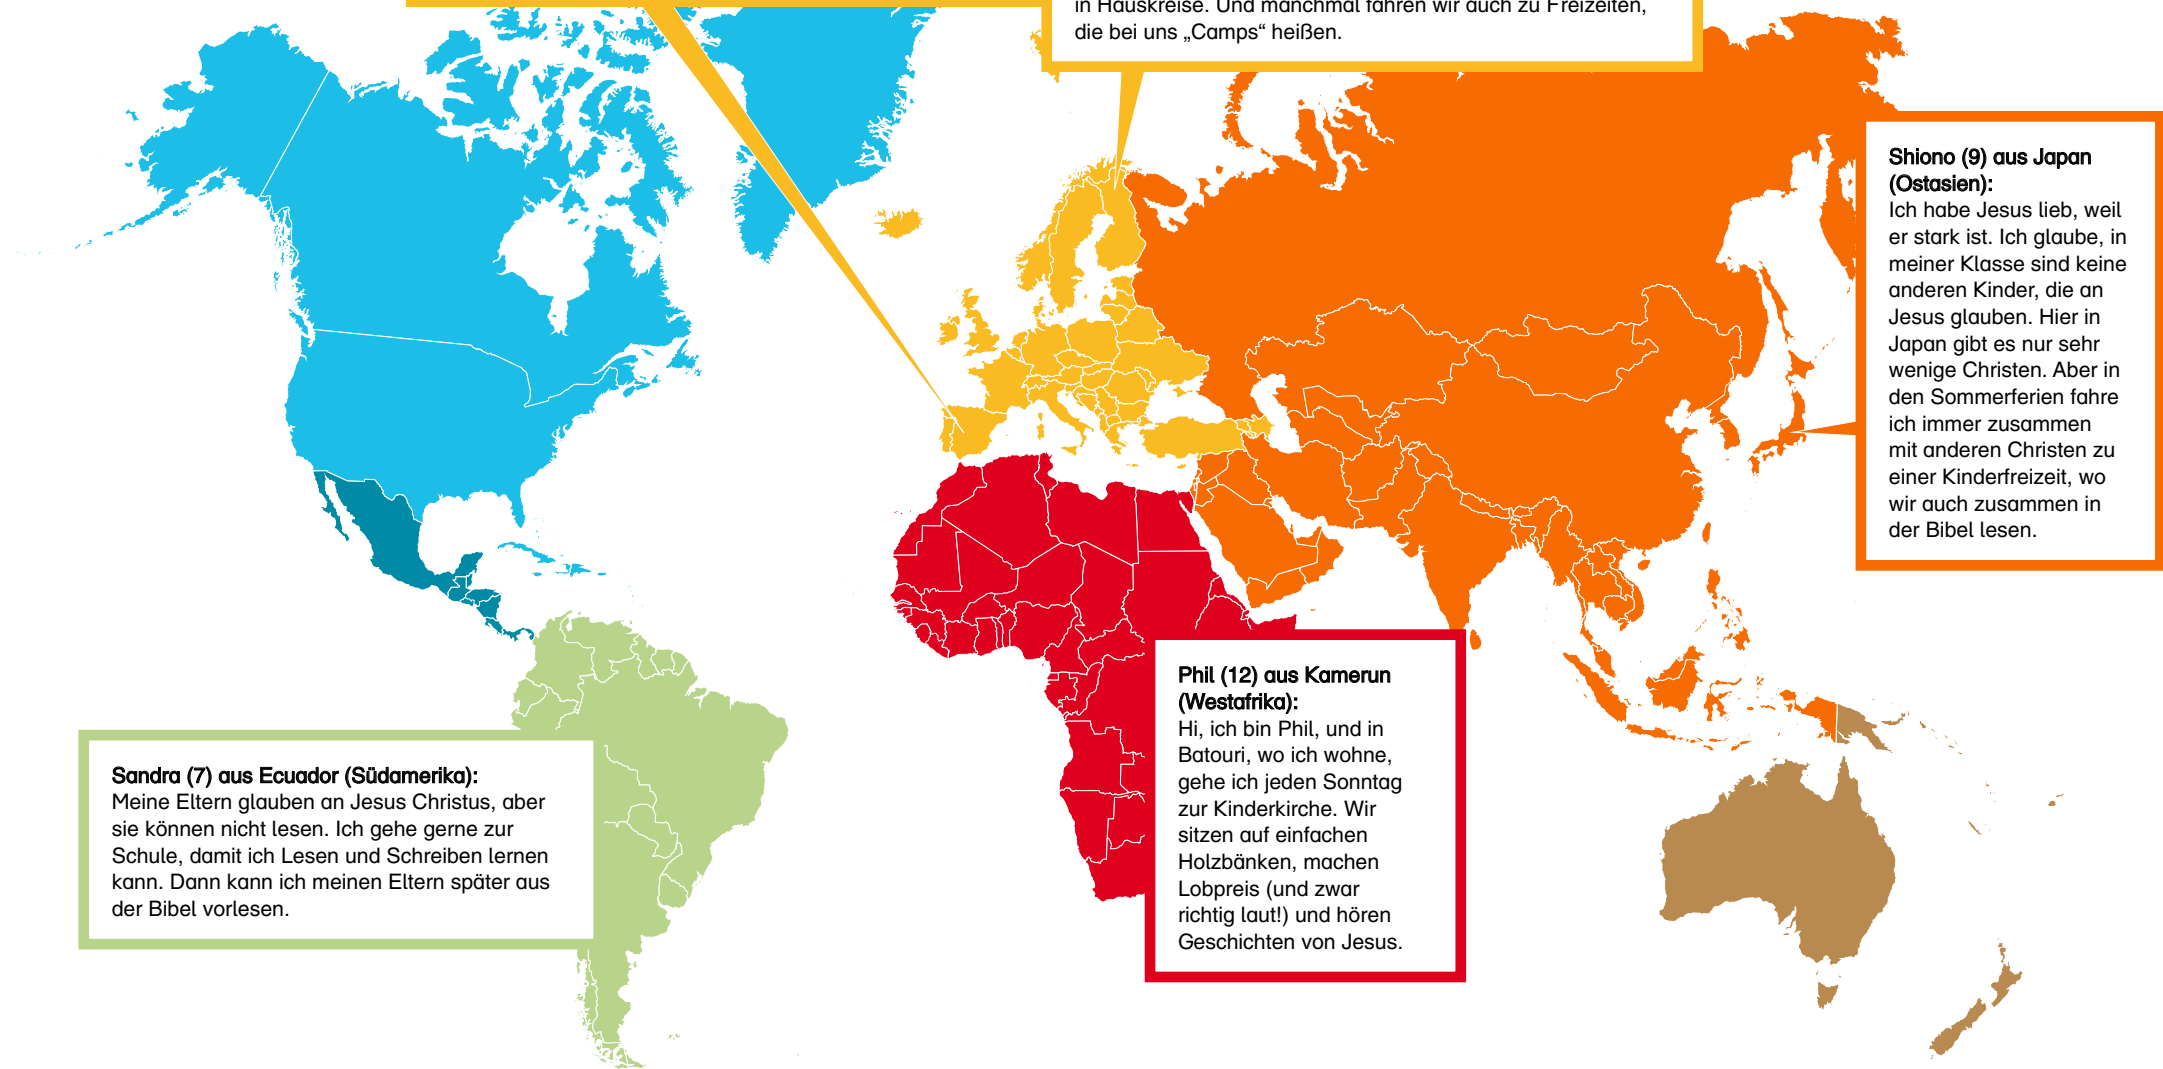 in Hauskreise. Und manchmal fahren wir auch zu Freizeiten,
die bei uns „Camps“ heißen.
Shiono (9) aus Japan
(Ostasien):
Ich habe Jesus lieb, weil
er stark ist. Ich glaube, in
meiner Klasse sind keine
anderen Kinder, die an
Jesus glauben. Hier in
Japan gibt es nur sehr
wenige Christen. Aber in
den Sommerferien fahre
ich immer zusammen
mit anderen Christen zu
einer Kinderfreizeit, wo
wir auch zusammen in
der Bibel lesen.
Phil (12) aus Kamerun
(Westafrika):
Hi, ich bin Phil, und in
Batouri, wo ich wohne,
gehe ich jeden Sonntag
zur Kinderkirche. Wir
sitzen auf einfachen
Holzbänken, machen
Lobpreis (und zwar
richtig laut!) und hören
Geschichten von Jesus.
Sandra (7) aus Ecuador (Südamerika):
Meine Eltern glauben an Jesus Christus, aber
sie können nicht lesen. Ich gehe gerne zur
Schule, damit ich Lesen und Schreiben lernen
kann. Dann kann ich meinen Eltern später aus
der Bibel vorlesen.